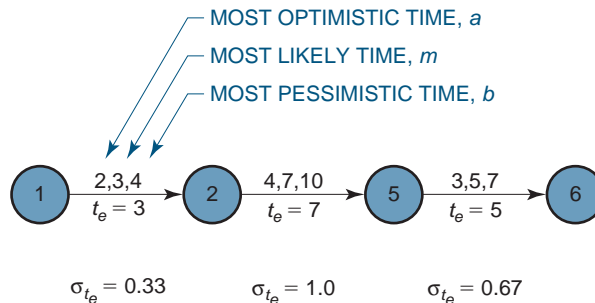 MOST OPTIMISTIC TIME, a
MOST LIKELY TIME, m
MOST PESSIMISTIC TIME, b
1 2,3,4 2 4,7,10 5 3,5,7 6
tₑ = 3 tₑ = 7 tₑ = 5
σₜₑ = 0.33 σₜₑ = 1.0 σₜₑ = 0.67